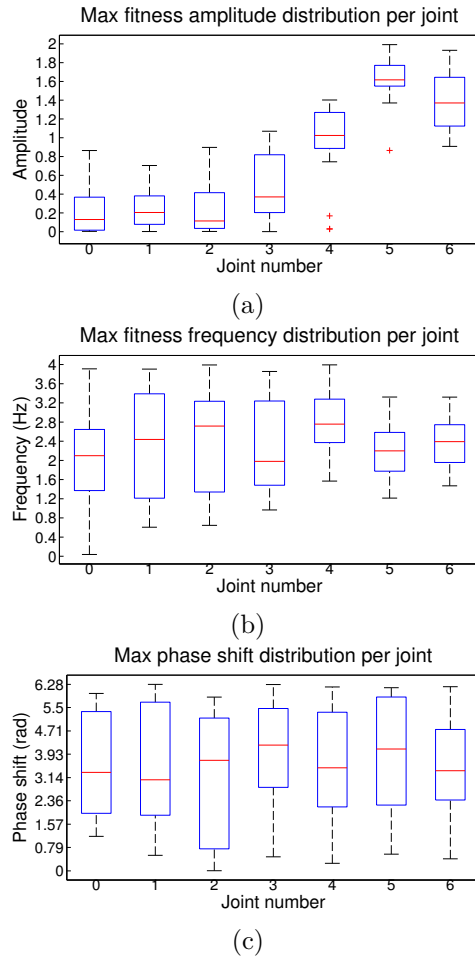 Max fitness amplitude distribution per joint
2
1.8
1.6
1.4
1.2
1
0.8
0.6
0.4
0.2
0
Amplitude
0 1 2 3 4 5 6
Joint number
(a)
Max fitness frequency distribution per joint
4
3.6
3.2
2.8
2.4
2
1.6
1.2
0.8
0.4
0
Frequency (Hz)
0 1 2 3 4 5 6
Joint number
(b)
Max phase shift distribution per joint
6.28
5.5
4.71
3.93
3.14
2.36
1.57
0.79
0
Phase shift (rad)
0 1 2 3 4 5 6
Joint number
(c)